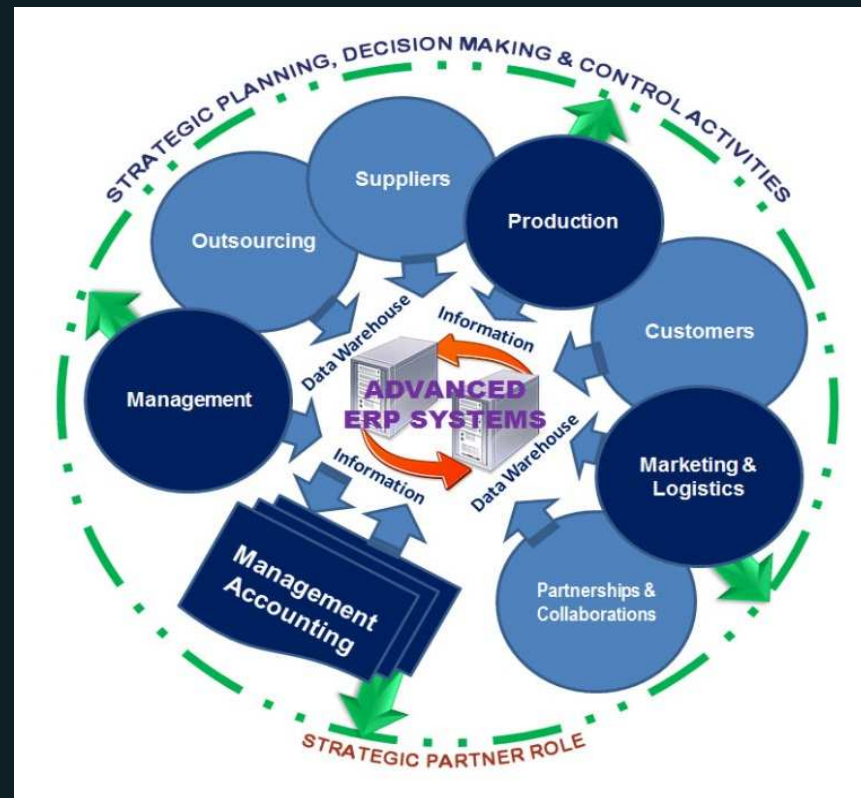 STRATEGIC PLANNING, DECISION MAKING & CONTROL ACTIVITIES
Suppliers
Production
Outsourcing
Customers
Management
Data Warehouse
Information
ADVANCED
ERP SYSTEMS
Information
Data Warehouse
Marketing &
Logistics
Management
Accounting
Partnerships &
Collaborations
STRATEGIC PARTNER ROLE